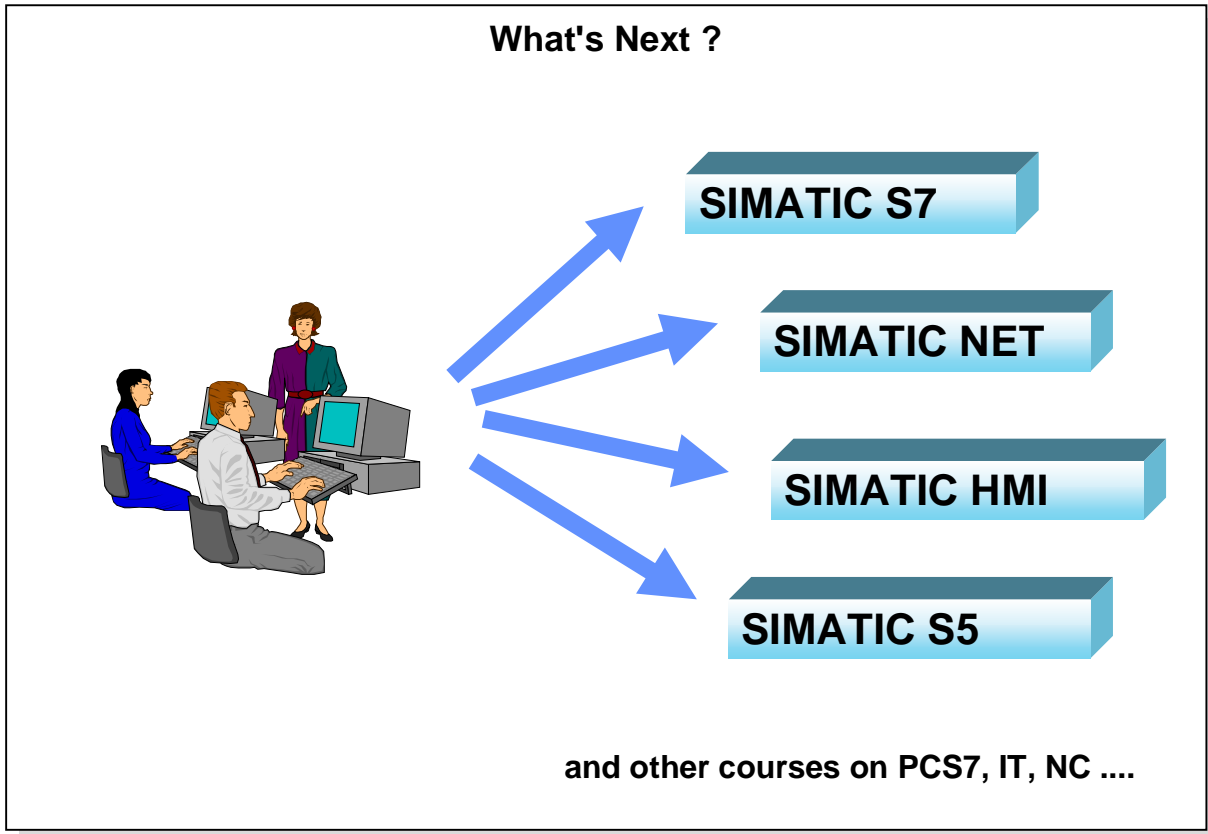 What's Next ?
SIMATIC S7
SIMATIC NET
SIMATIC HMI
SIMATIC S5
and other courses on PCS7, IT, NC ....